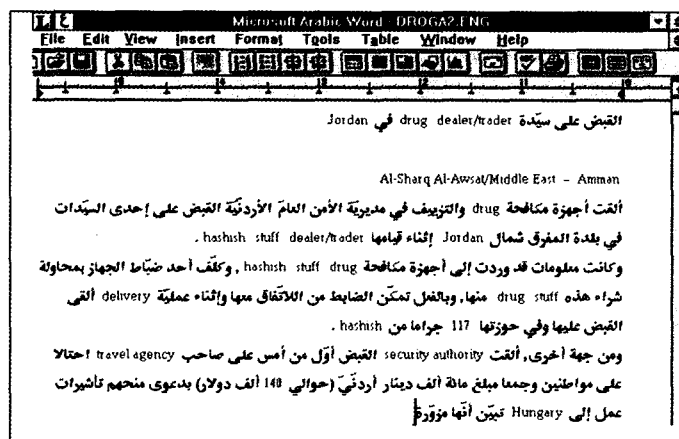 Microsoft Arabic Word - DROGA2.ENG
File Edit View Insert Format Tools Table Window Help
القبض على سيّدة drug dealer/trader في Jordan
Al-Sharq Al-Awsat/Middle East – Amman
ألقت أجهزة مكافحة drug والتزييف في مديريّة الأمن العامّ الأردنيّة القبض على إحدى السيّدات
في بلدة المفرق شمال Jordan إثناء قيامها hashish stuff dealer/trader .
وكانت معلومات قد وردت إلى أجهزة مكافحة hashish stuff drug , وكلّف أحد ضبّاط الجهاز بمحاولة
شراء هذه drug stuff منها, وبالفعل تمكّن الضابط من اللاتّفاق معها وإثناء عمليّة delivery ألقى
القبض عليها وفي حوزتها 117 جراما من hashish .
ومن جهة أخرى, ألقت security authority القبض أوّل من أمس على صاحب travel agency احتالا
على مواطنين وجمعا مبلغ مائة ألف دينار أردنيّ (حوالي 140 ألف دولار) بدعوى منحهم تأشيرات
عمل إلى Hungary تبيّن أنّها مزوّرة